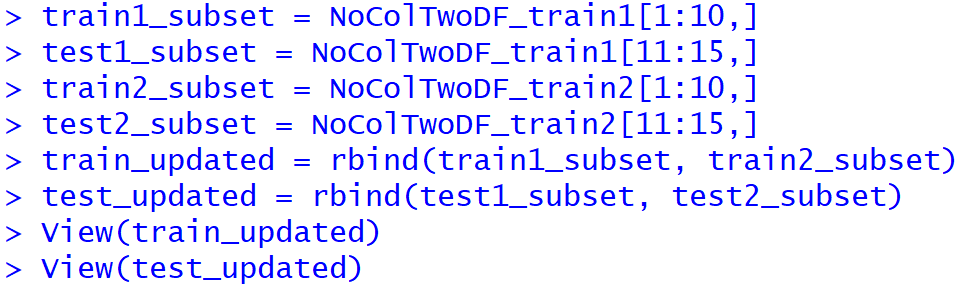 > train1_subset = NoColTwoDF_train1[1:10,]
> test1_subset = NoColTwoDF_train1[11:15,]
> train2_subset = NoColTwoDF_train2[1:10,]
> test2_subset = NoColTwoDF_train2[11:15,]
> train_updated = rbind(train1_subset, train2_subset)
> test_updated = rbind(test1_subset, test2_subset)
> View(train_updated)
> View(test_updated)